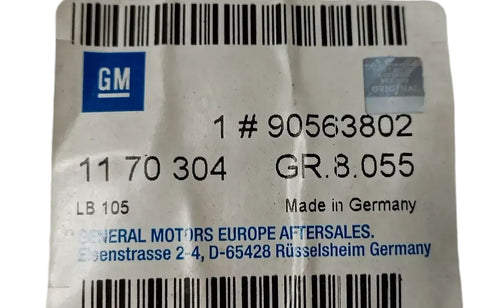 GM
ORIGINAL
1 # 90563802
11 70 304 GR.8.055
LB 105 Made in Germany
GENERAL MOTORS EUROPE AFTERSALES.
Eisenstrasse 2-4, D-65428 Rüsselsheim Germany